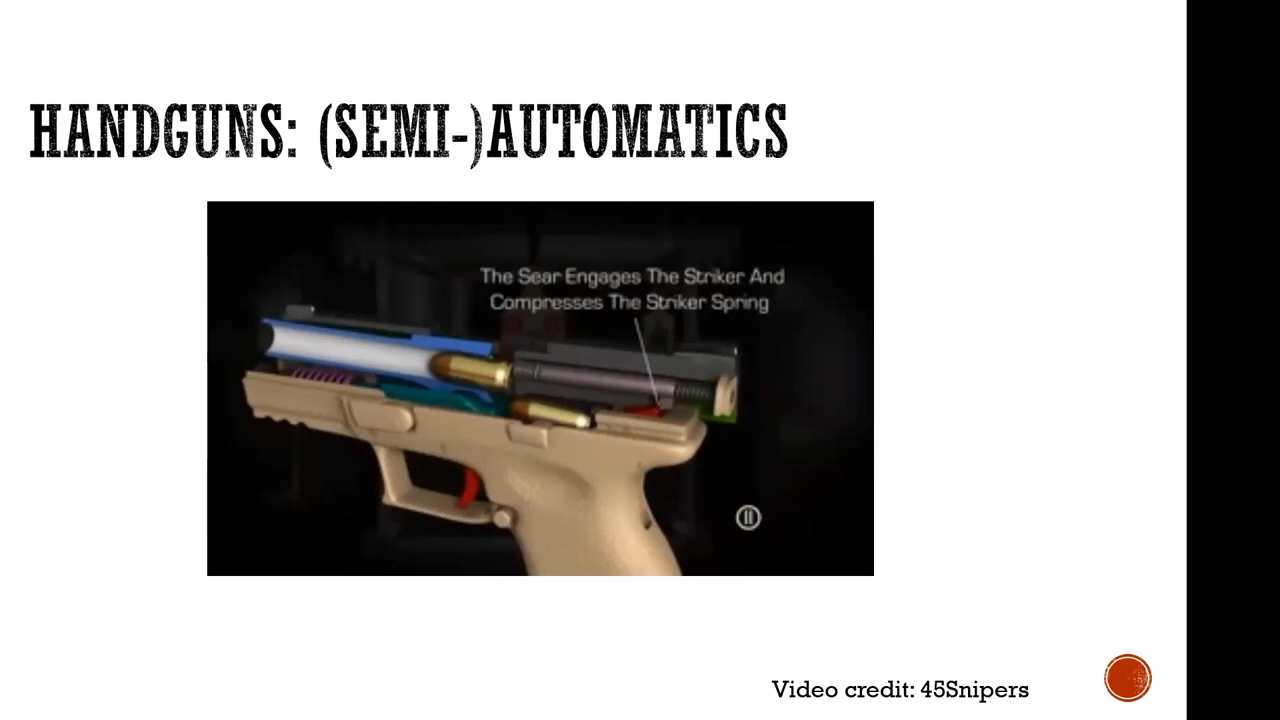 HANDGUNS: (SEMI-)AUTOMATICS
The Sear Engages The Striker And
Compresses The Striker Spring
Video credit: 45Snipers